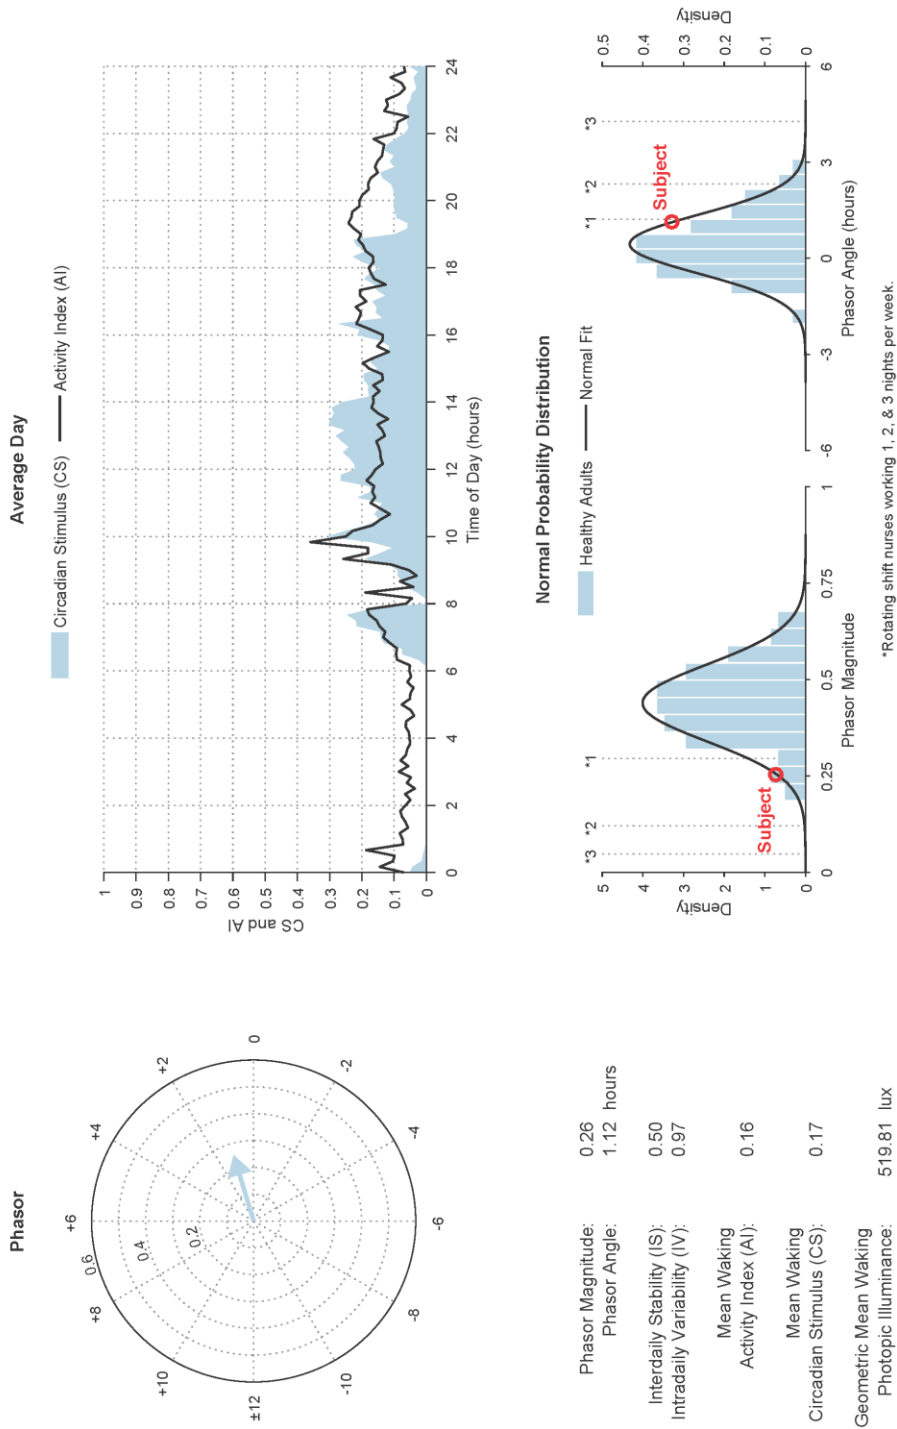 Phasor
0
+2
+4
+6
+8
+10
±12
-10
-8
-6
-4
-2
0.6
0.4
0.2
Average Day
Circadian Stimulus (CS)
Activity Index (AI)
CS and AI
1
0.9
0.8
0.7
0.6
0.5
0.4
0.3
0.2
0.1
0
0 2 4 6 8 10 12 14 16 18 20 22 24
Time of Day (hours)
Phasor Magnitude: 0.26
Phasor Angle: 1.12 hours
Interdaily Stability (IS): 0.50
Intradaily Variability (IV): 0.97
Mean Waking
Activity Index (AI): 0.16
Mean Waking
Circadian Stimulus (CS): 0.17
Geometric Mean Waking
Photopic Illuminance: 519.81 lux
Normal Probability Distribution
Healthy Adults
Normal Fit
Density
5
4
3
2
1
0
*3 *2 *1
Subject
0 0.25 0.5 0.75 1
Phasor Magnitude
*1 *2 *3
Subject
-6 -3 0 3 6
Phasor Angle (hours)
0.5
0.4
0.3
0.2
0.1
0
Density
*Rotating shift nurses working 1, 2, & 3 nights per week.